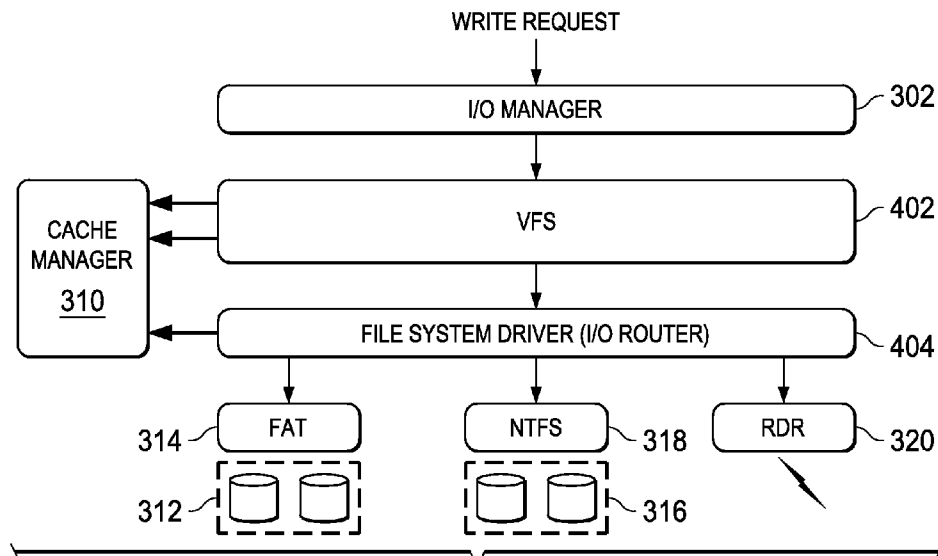 WRITE REQUEST
I/O MANAGER
302
VFS
402
CACHE
MANAGER
310
FILE SYSTEM DRIVER (I/O ROUTER)
404
314
FAT
NTFS
318
RDR
320
312
316